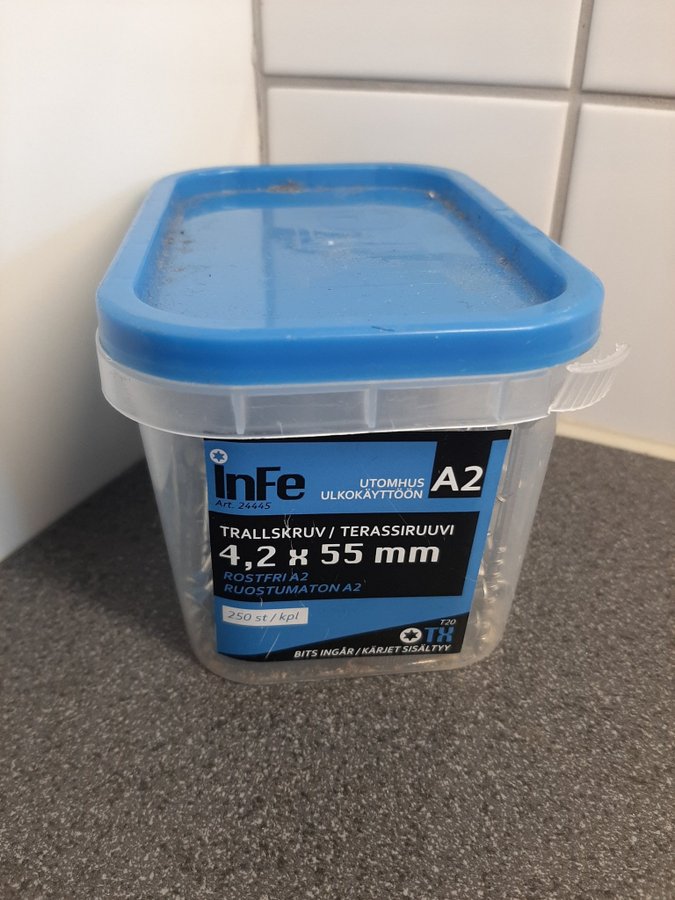 InFe
Art. 24445
UTOMHUS
ULKOKÄYTTÖÖN
A2
TRALLSKRUV / TERASSIRUUVI
4,2 x 55 mm
ROSTFRI A2
RUOSTUMATON A2
250 st / kpl
T20
TX
BITS INGÅR / KÄRJET SISÄLTYY